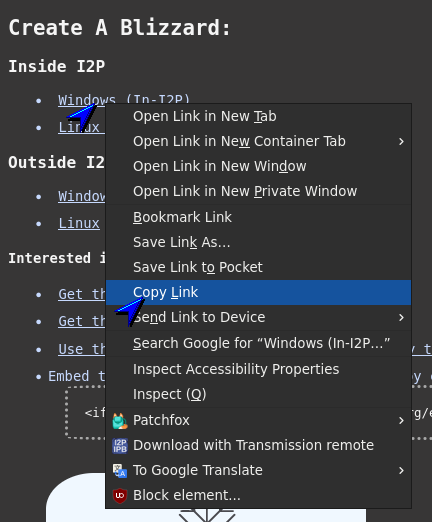 Create A Blizzard:
Inside I2P
• Windows (In-I2P)
Open Link in New Tab
• Linux
Open Link in New Container Tab
Outside I2
Open Link in New Window
• Window
Open Link in New Private Window
Bookmark Link
• Linux
Save Link As…
Interested i
Save Link to Pocket
• Get th
Copy Link
• Get th
Send Link to Device
• Use th
Search Google for “Windows (In-I2P…”
• Embed t
Inspect Accessibility Properties
Inspect (Q)
<if
Patchfox
I2P IPB
Download with Transmission remote
To Google Translate
UO
Block element…